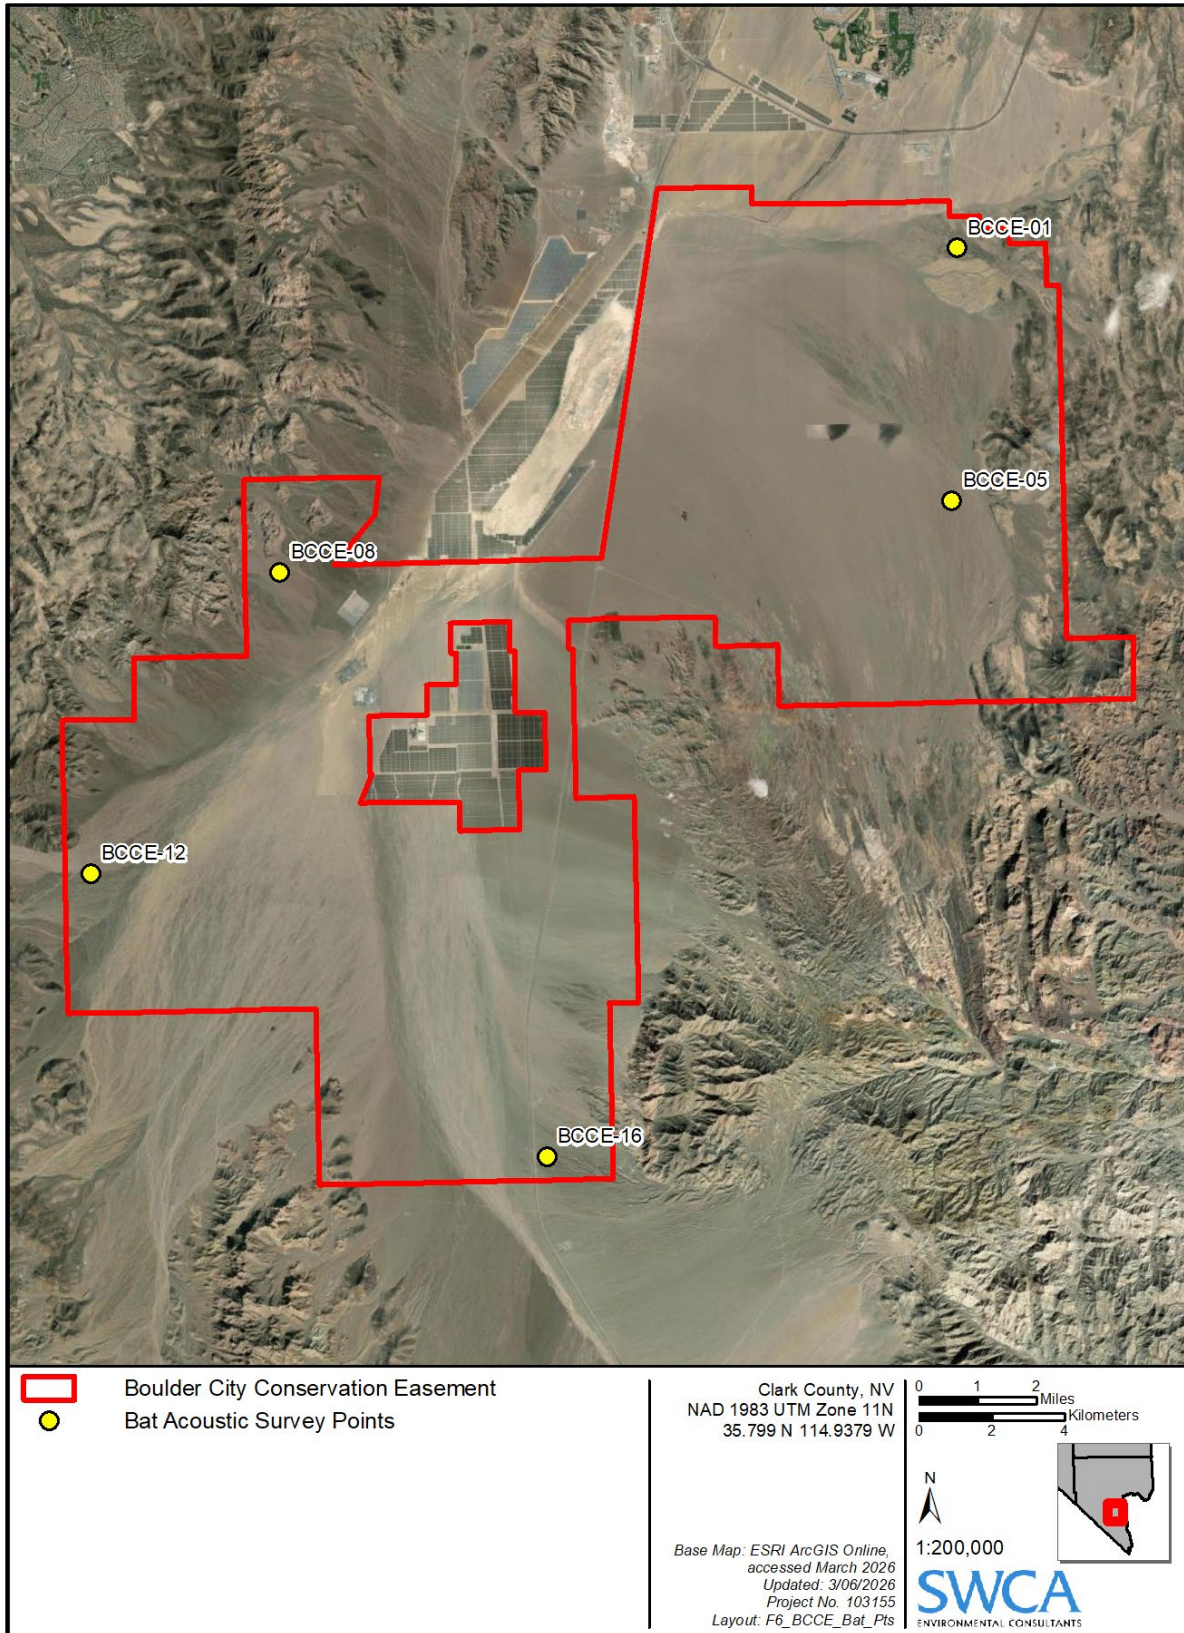 BCCE-01
BCCE-05
BCCE-08
BCCE-12
BCCE-16
Boulder City Conservation Easement
Bat Acoustic Survey Points
Clark County, NV
NAD 1983 UTM Zone 11N
35.799 N 114.9379 W
Base Map: ESRI ArcGIS Online,
accessed March 2026
Updated: 3/06/2026
Project No. 103155
Layout: F6_BCCE_Bat_Pts
0 1 2
Miles
Kilometers
0 2 4
N
1:200,000
SWCA
ENVIRONMENTAL CONSULTANTS